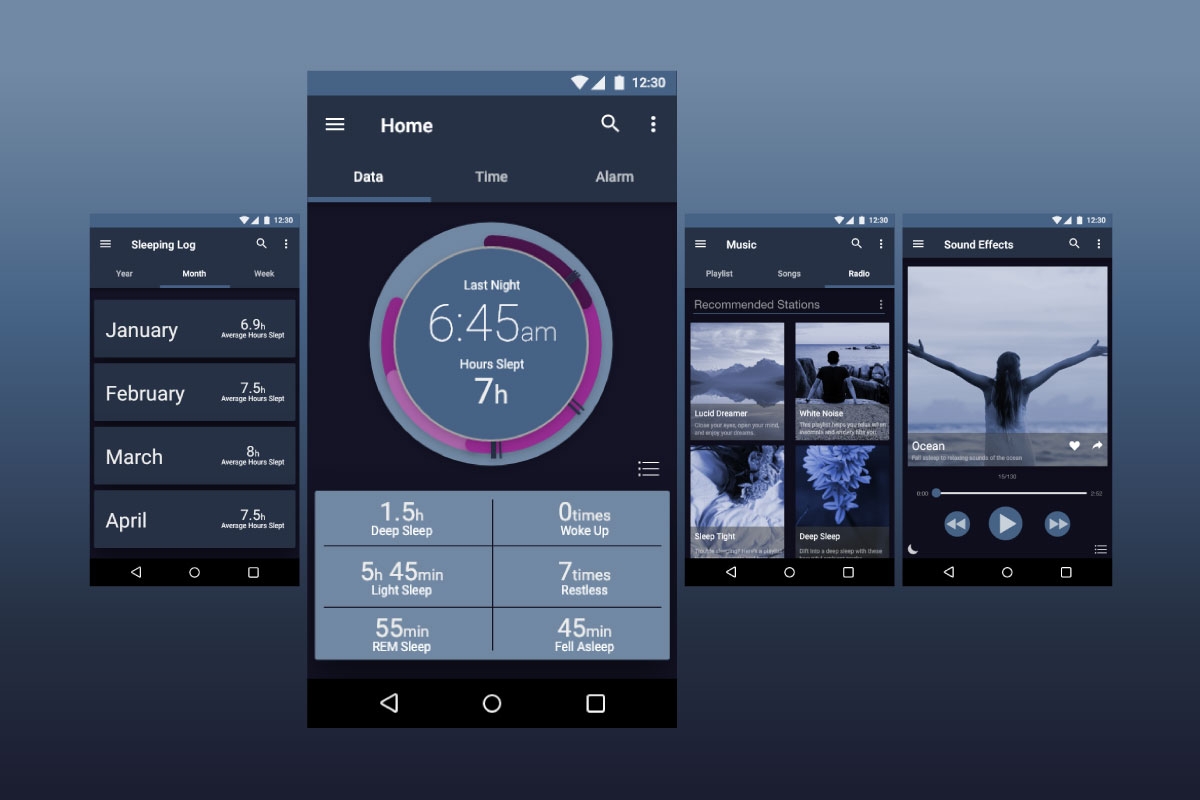 12:30
Sleeping Log
Year Month Week
January
6.9h
Average Hours Slept
February
7.5h
Average Hours Slept
March
8h
Average Hours Slept
April
7.5h
Average Hours Slept
12:30
Home
Data Time Alarm
Last Night
6:45am
Hours Slept
7h
1.5h
Deep Sleep
0times
Woke Up
5h 45min
Light Sleep
7times
Restless
55min
REM Sleep
45min
Fell Asleep
12:30
Music
Playlist Songs Radio
Recommended Stations
Lucid Dreamer
Close your eyes, open your mind,
and enjoy your dreams.
White Noise
This playlist helps you
insomnia and anxiety
Sleep Tight
Trouble sleeping? Here's a playlist
Deep Sleep
Drift into a deep sleep with these
12:30
Sound Effects
Ocean
Fall asleep to relaxing sounds of the ocean
15/130
0:00 2:52